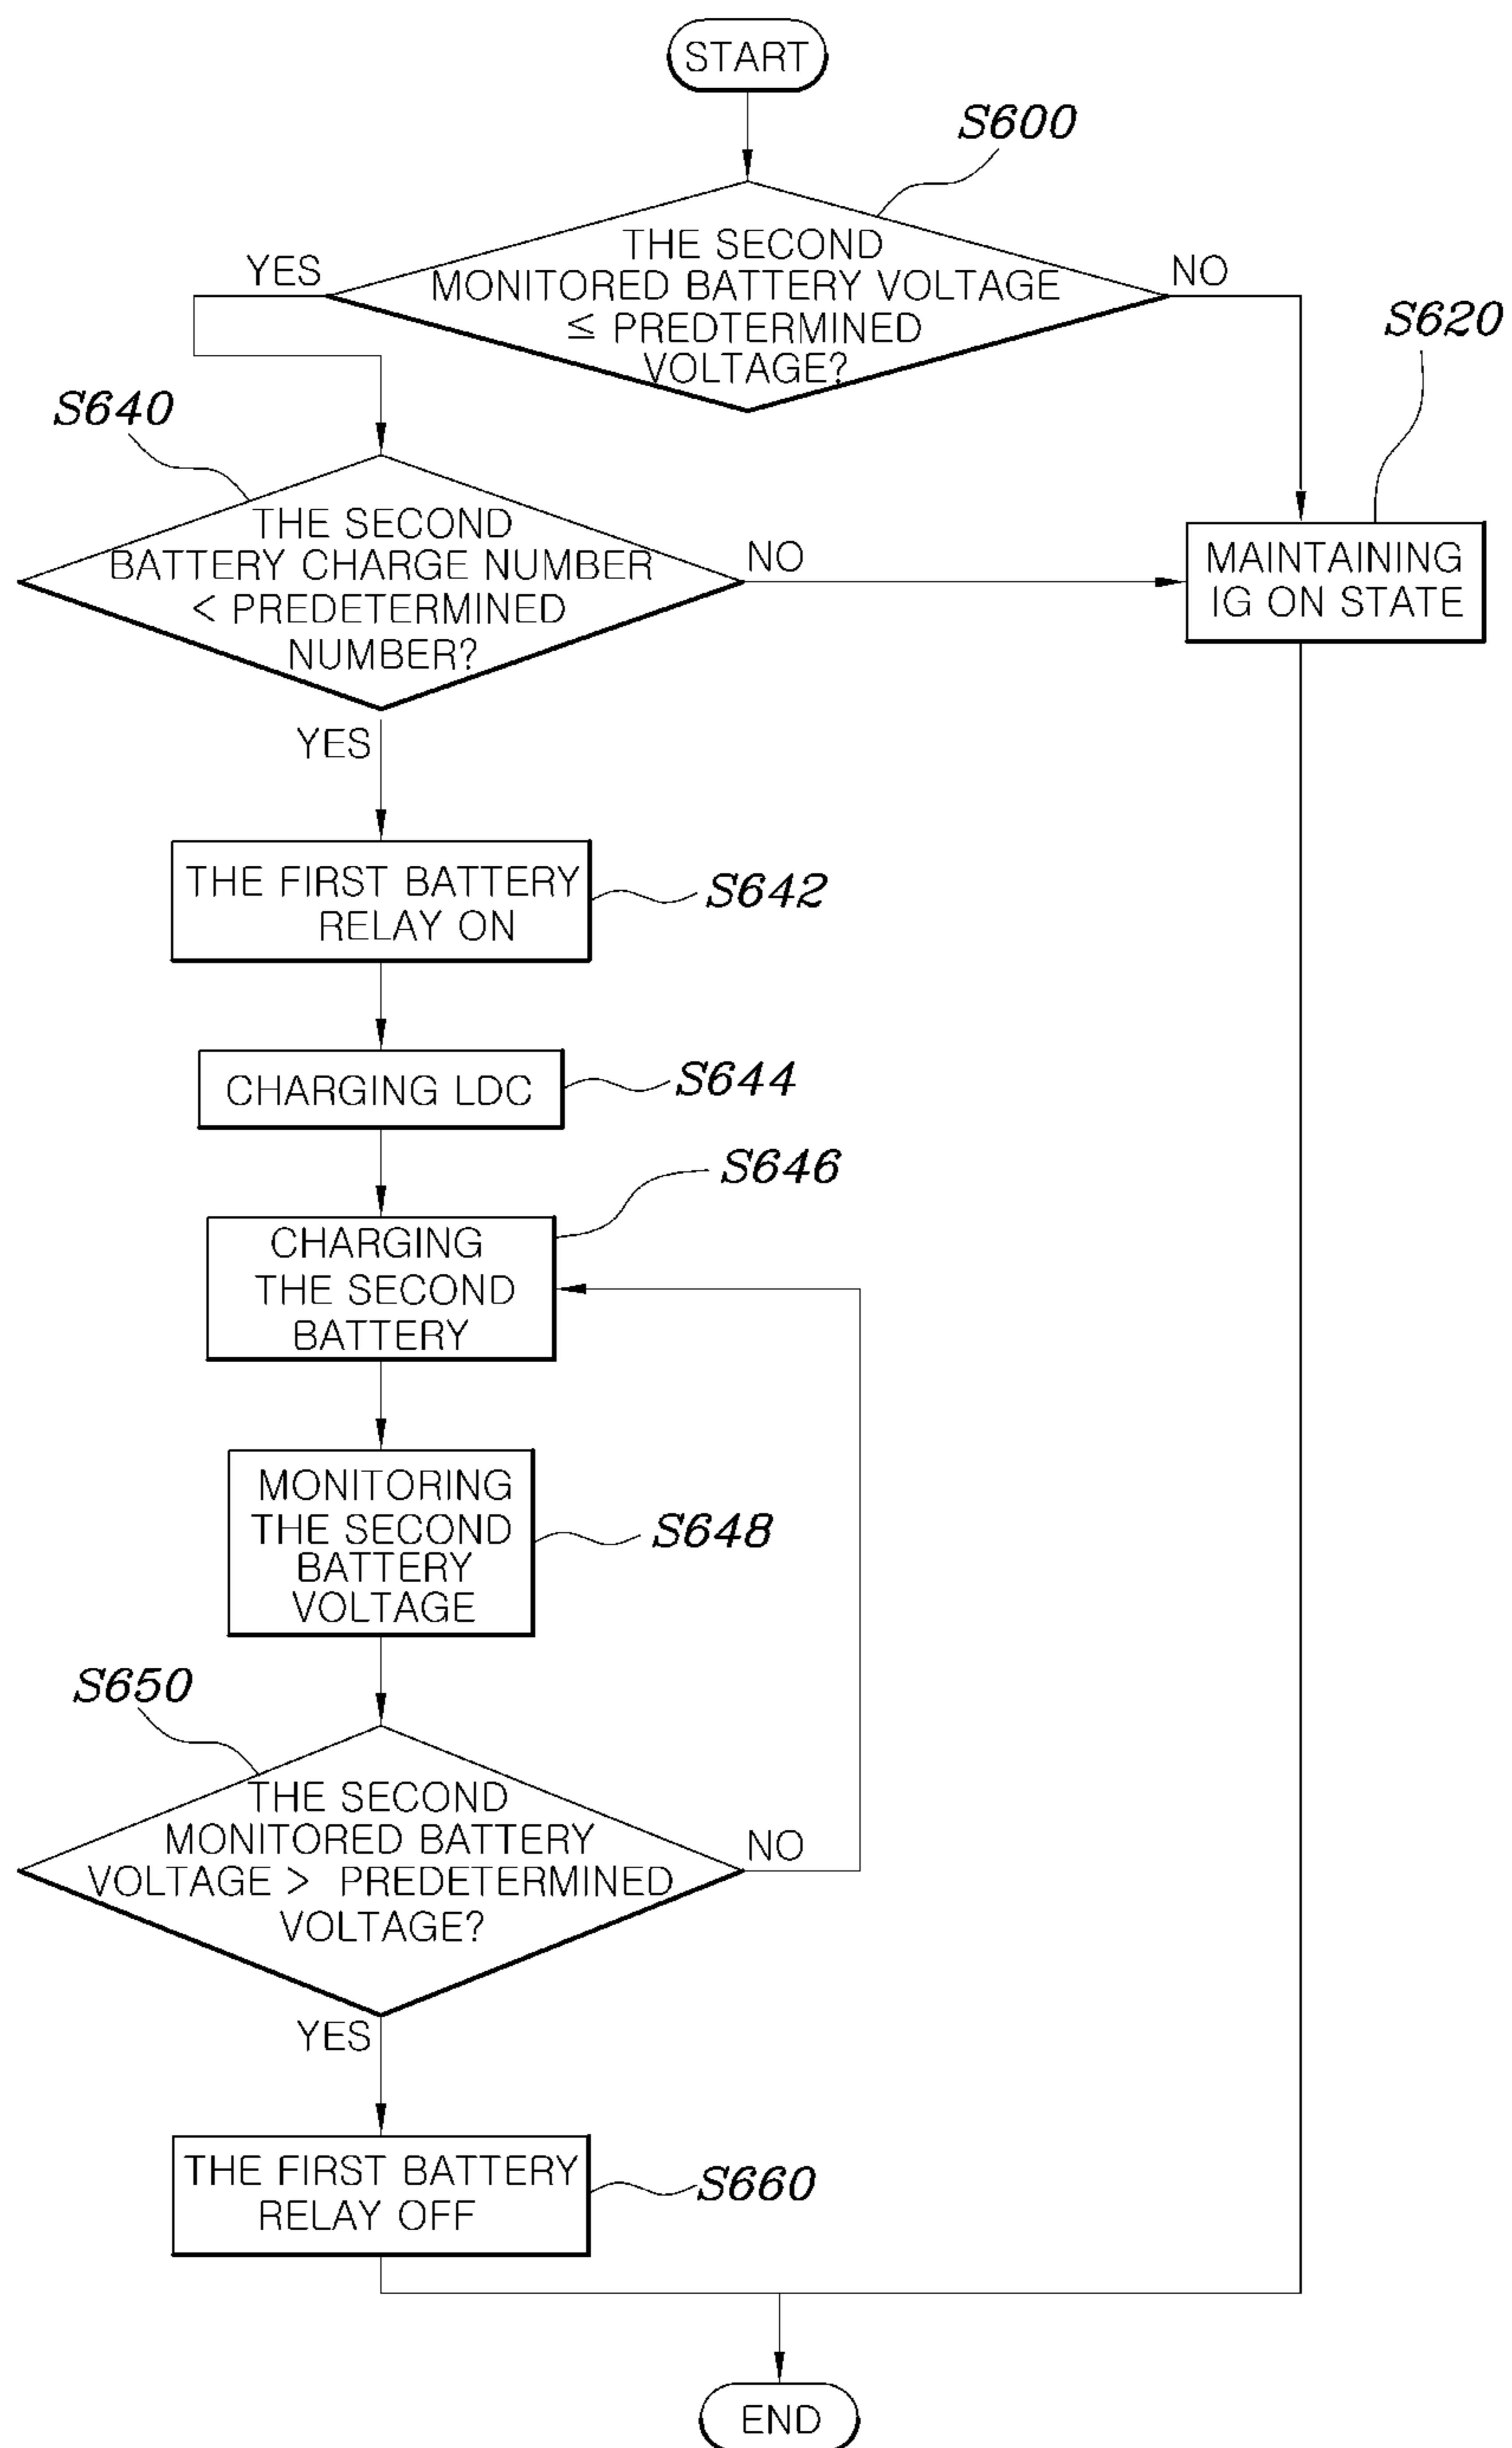 START
S600
THE SECOND
MONITORED BATTERY VOLTAGE
≤ PREDTERMINED
VOLTAGE?
YES
NO
S620
MAINTAINING
IG ON STATE
S640
THE SECOND
BATTERY CHARGE NUMBER
< PREDETERMINED
NUMBER?
NO
YES
THE FIRST BATTERY
RELAY ON
S642
CHARGING LDC
S644
S646
CHARGING
THE SECOND
BATTERY
MONITORING
THE SECOND
BATTERY
VOLTAGE
S648
S650
THE SECOND
MONITORED BATTERY
VOLTAGE > PREDETERMINED
VOLTAGE?
NO
YES
THE FIRST BATTERY
RELAY OFF
S660
END